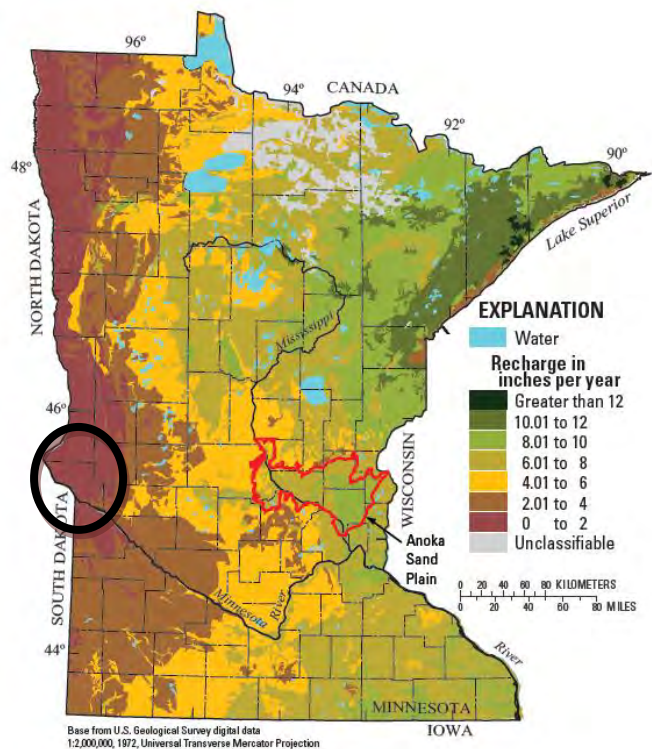 96°
94°
CANADA
92°
90°
48°
NORTH DAKOTA
Lake Superior
Mississippi
46°
SOUTH DAKOTA
WISCONSIN
Anoka
Sand
Plain
Minnesota
River
44°
River
MINNESOTA
IOWA
EXPLANATION
Water
Recharge in
inches per year
Greater than 12
10.01 to 12
8.01 to 10
6.01 to 8
4.01 to 6
2.01 to 4
0 to 2
Unclassifiable
0 20 40 60 80 KILOMETERS
0 20 40 60 80 MILES
Base from U.S. Geological Survey digital data
1:2,000,000, 1972, Universal Transverse Mercator Projection